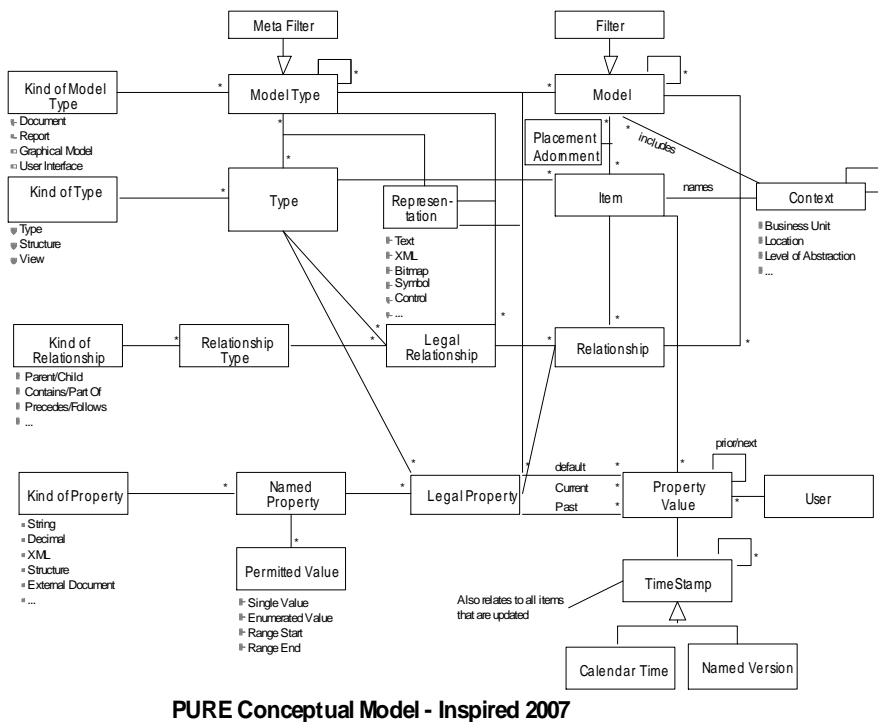 Meta Filter
Filter
Kind of Model
Type
Model Type
*
*
Model
*
*
Document
Report
Graphical Model
User Interface
*
*
Placement
Adornment
*
*
includes
*
Kind of Type
*
Type
*
Item
names
Context
Type
Structure
View
Represen-
tation
Text
XML
Bitmap
Symbol
Control
...
Business Unit
Location
Level of Abstraction
...
Kind of
Relationship
*
Relationship
Type
*
*
Legal
Relationship
*
*
*
Relationship
*
Parent/Child
Contains/Part Of
Precedes/Follows
...
Kind of Property
*
Named
Property
*
*
Legal Property
*
*
default
*
Current
*
Past
*
*
Property
Value
prior/next
*
User
String
Decimal
XML
Structure
External Document
...
*
Permitted Value
Single Value
Enumerated Value
Range Start
Range End
Also relates to all items
that are updated
TimeStamp
*
Calendar Time
Named Version
PURE Conceptual Model - Inspired 2007